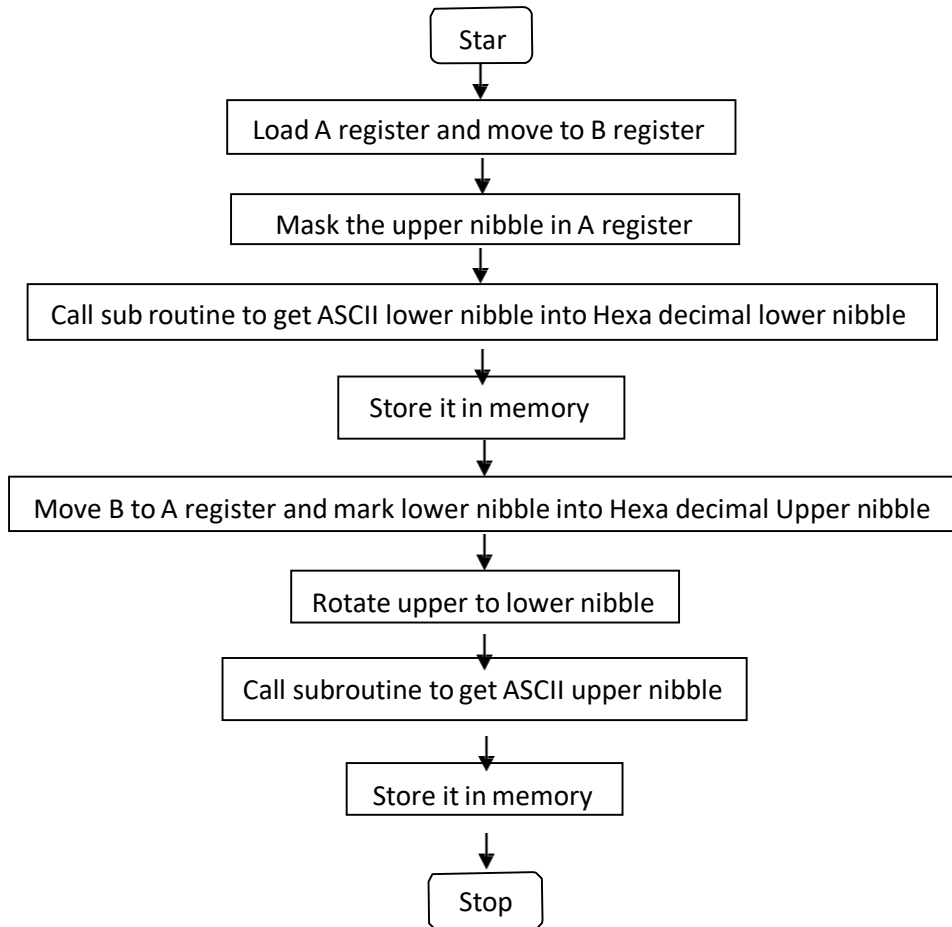 Star
Load A register and move to B register
Mask the upper nibble in A register
Call sub routine to get ASCII lower nibble into Hexa decimal lower nibble
Store it in memory
Move B to A register and mark lower nibble into Hexa decimal Upper nibble
Rotate upper to lower nibble
Call subroutine to get ASCII upper nibble
Store it in memory
Stop